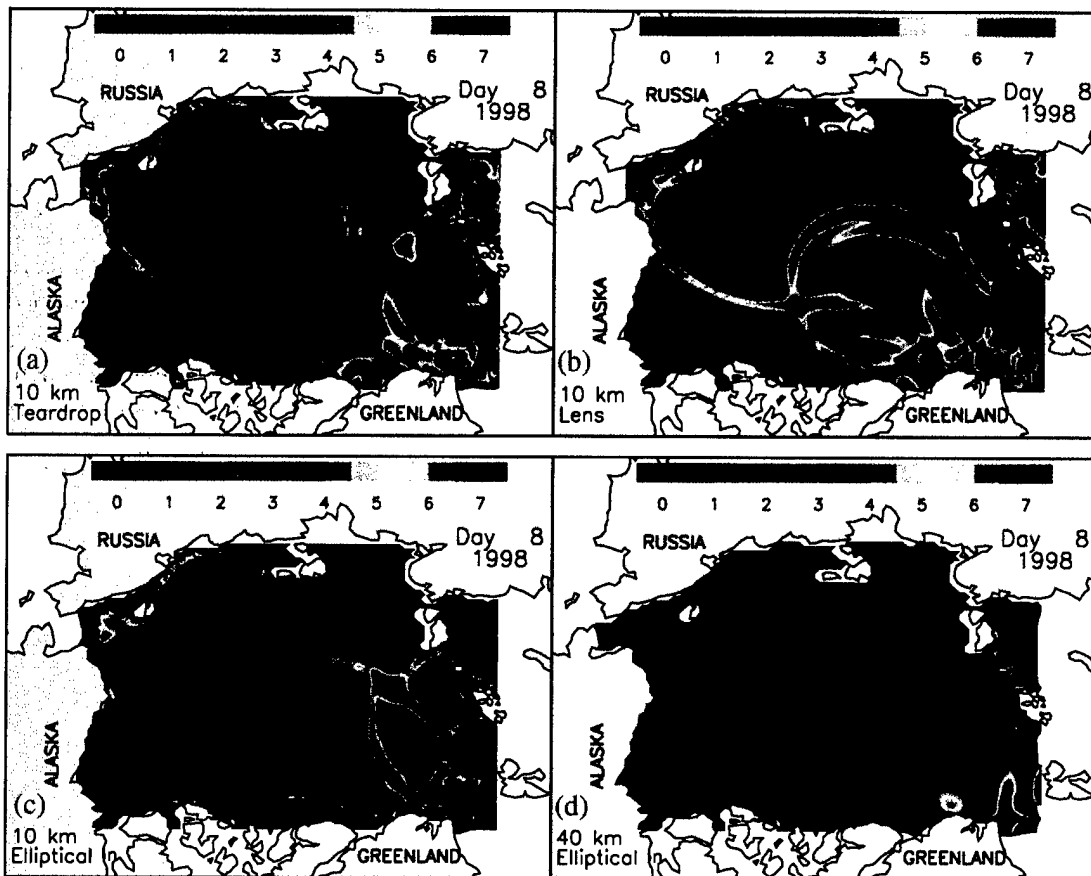 0 1 2 3 4 5 6 7
RUSSIA
Day 8
1998
ALASKA
(a)
10 km
Teardrop
GREENLAND
0 1 2 3 4 5 6 7
RUSSIA
Day 8
1998
ALASKA
(b)
10 km
Lens
GREENLAND
0 1 2 3 4 5 6 7
RUSSIA
Day 8
1998
ALASKA
(c)
10 km
Elliptical
GREENLAND
0 1 2 3 4 5 6 7
RUSSIA
Day 8
1998
ALASKA
(d)
40 km
Elliptical
GREENLAND